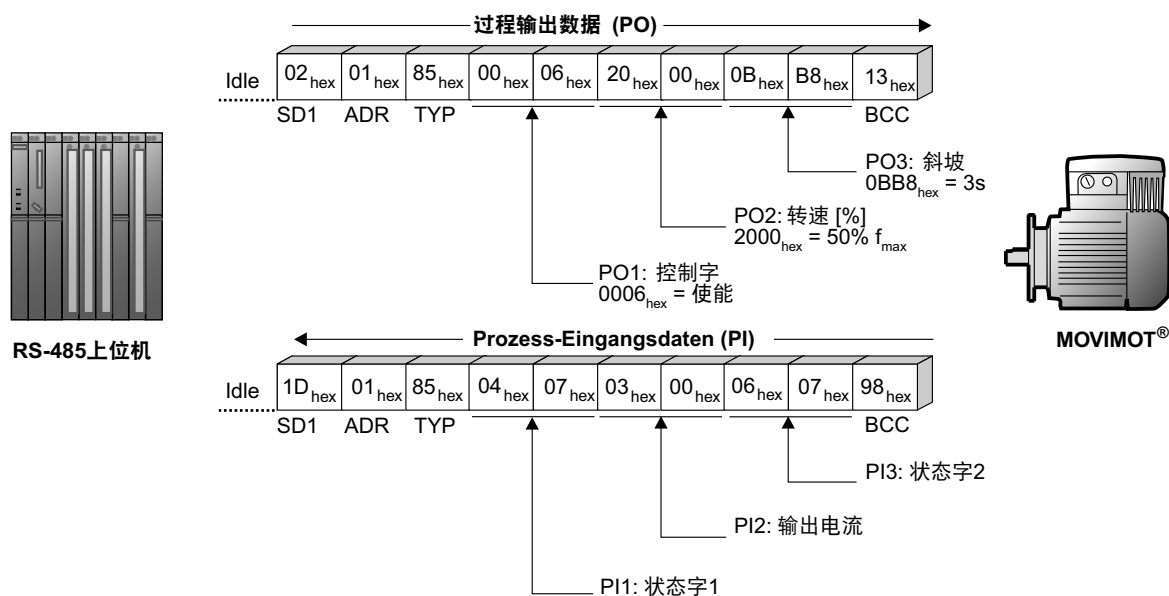 过程输出数据 (PO)
Idle 02hex 01hex 85hex 00hex 06hex 20hex 00hex 0Bhex B8hex 13hex
SD1 ADR TYP BCC
PO3: 斜坡
0BB8hex = 3s
PO2: 转速 [%]
2000hex = 50% fmax
PO1: 控制字
0006hex = 使能
RS-485上位机
MOVIMOT®
Prozess-Eingangsdaten (PI)
Idle 1Dhex 01hex 85hex 04hex 07hex 03hex 00hex 06hex 07hex 98hex
SD1 ADR TYP BCC
PI3: 状态字2
PI2: 输出电流
PI1: 状态字1